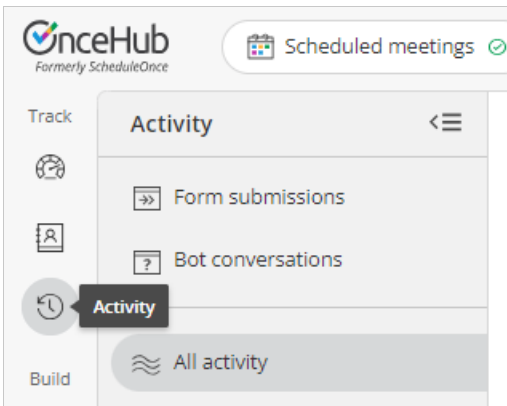 OnceHub
Formerly ScheduleOnce
Scheduled meetings
Track
Activity
Form submissions
Bot conversations
Activity
All activity
Build